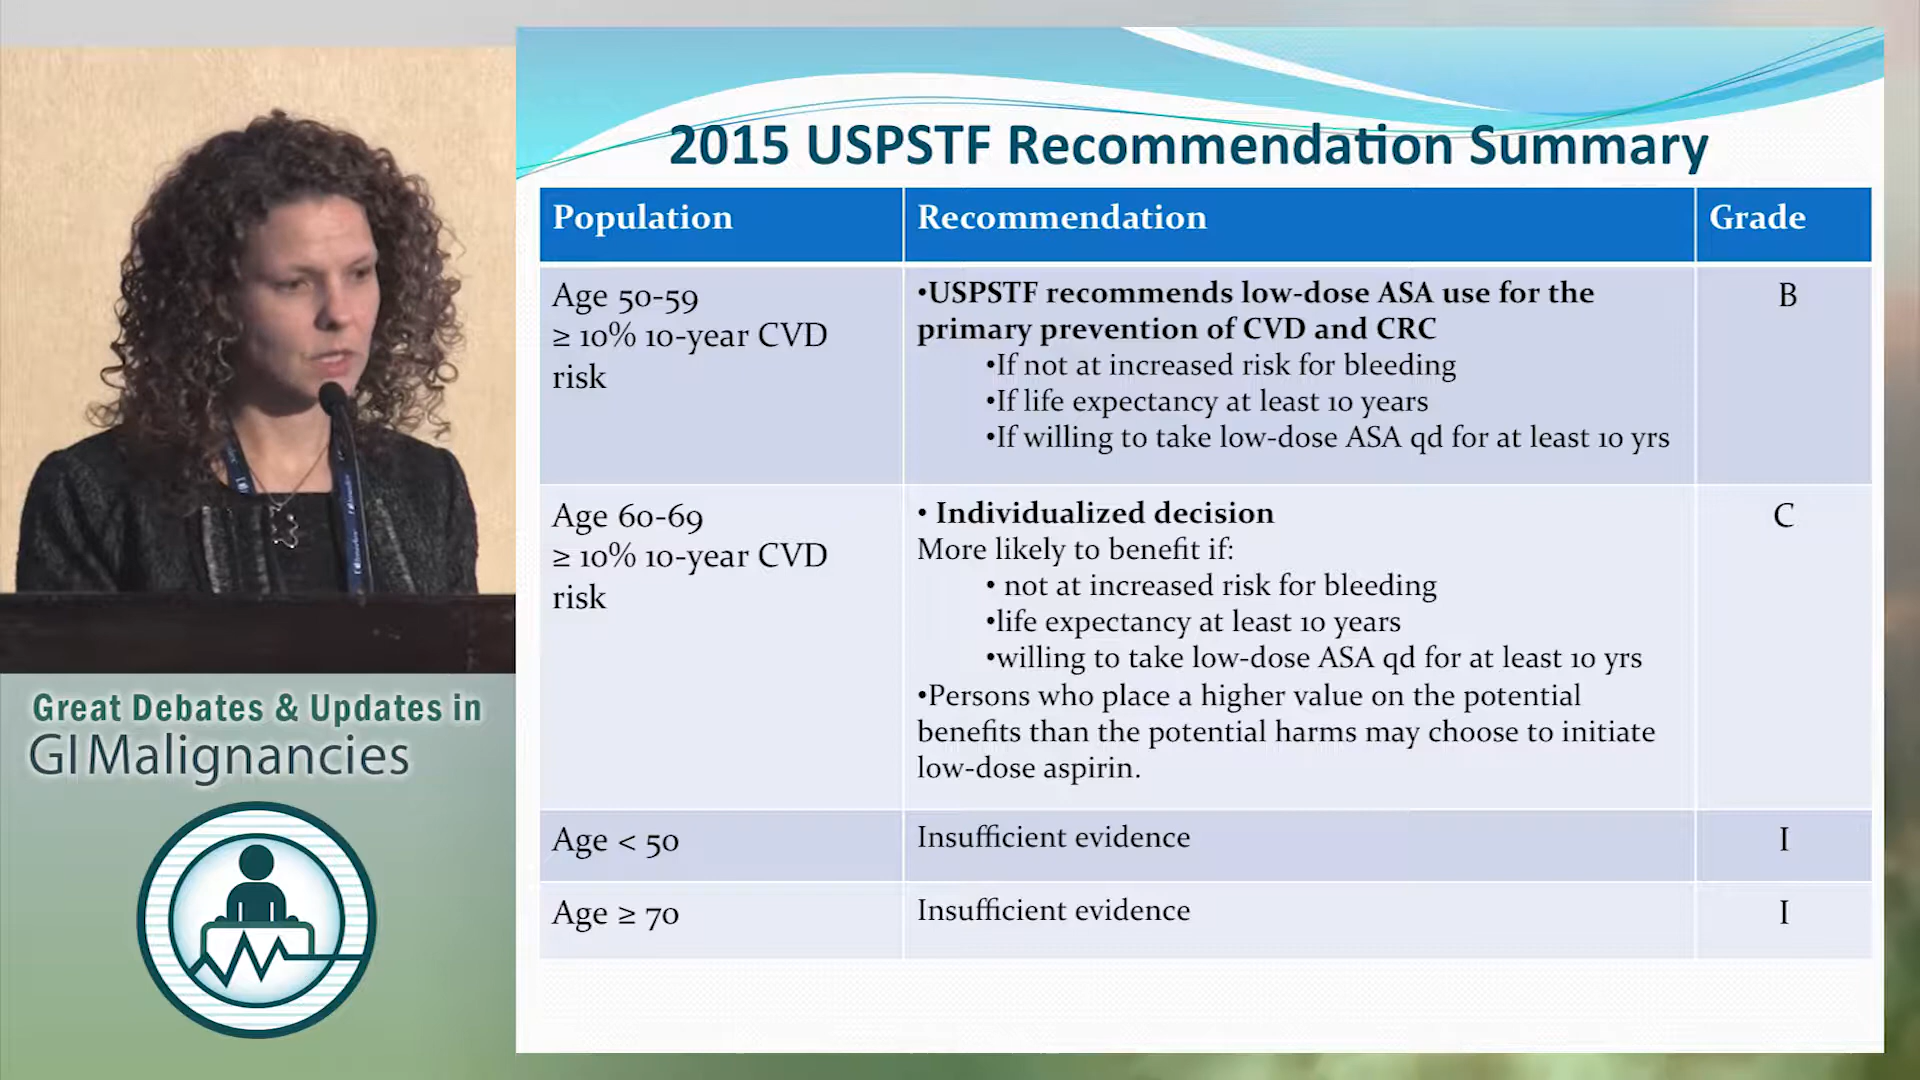 2015 USPSTF Recommendation Summary
Population
Recommendation
Grade
Age 50-59
≥ 10% 10-year CVD
risk
•USPSTF recommends low-dose ASA use for the
primary prevention of CVD and CRC
•If not at increased risk for bleeding
•If life expectancy at least 10 years
•If willing to take low-dose ASA qd for at least 10 yrs
B
Age 60-69
≥ 10% 10-year CVD
risk
• Individualized decision
More likely to benefit if:
• not at increased risk for bleeding
•life expectancy at least 10 years
•willing to take low-dose ASA qd for at least 10 yrs
•Persons who place a higher value on the potential
benefits than the potential harms may choose to initiate
low-dose aspirin.
C
Age < 50
Insufficient evidence
I
Age ≥ 70
Insufficient evidence
I
Great Debates & Updates in
GI Malignancies